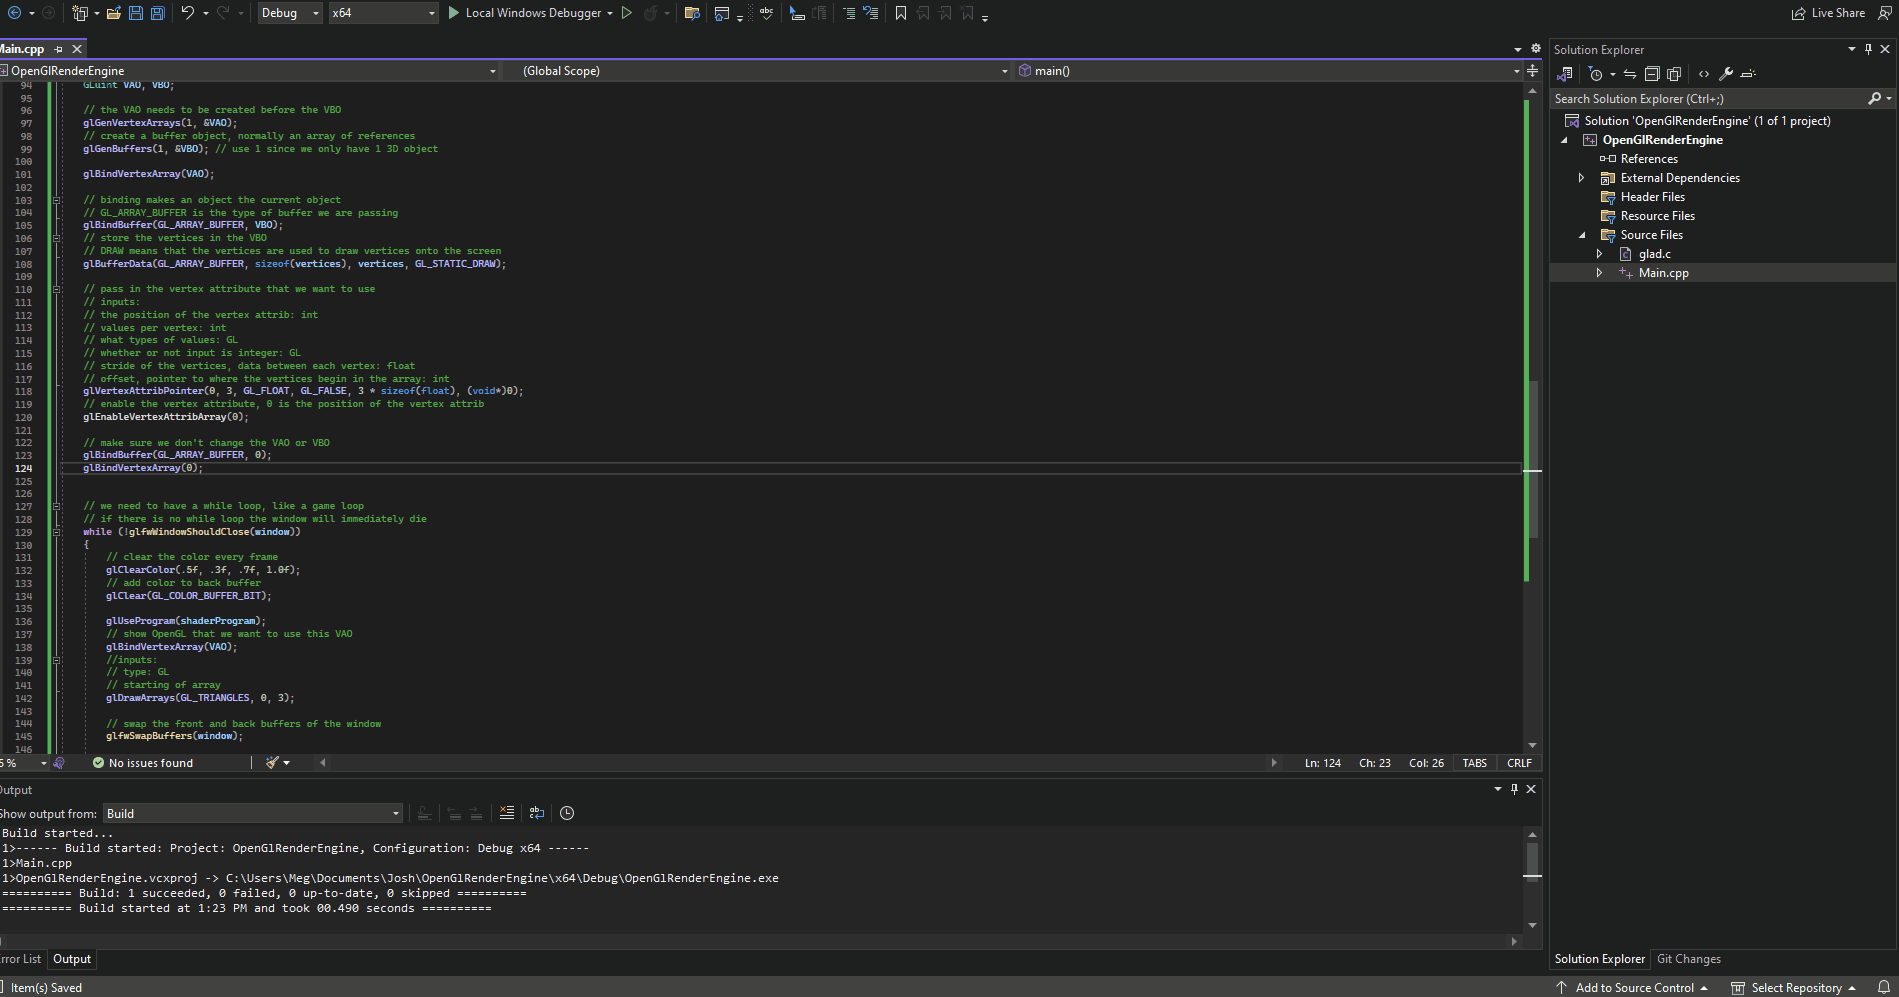 Debug
x64
Local Windows Debugger
Live Share
Main.cpp
OpenGlRenderEngine
(Global Scope)
main()
94 GLuint VAO, VBO;
95
96 // the VAO needs to be created before the VBO
97 glGenVertexArrays(1, &VAO);
98 // create a buffer object, normally an array of references
99 glGenBuffers(1, &VBO); // use 1 since we only have 1 3D object
100
101 glBindVertexArray(VAO);
102
103 // binding makes an object the current object
104 // GL_ARRAY_BUFFER is the type of buffer we are passing
105 glBindBuffer(GL_ARRAY_BUFFER, VBO);
106 // store the vertices in the VBO
107 // DRAW means that the vertices are used to draw vertices onto the screen
108 glBufferData(GL_ARRAY_BUFFER, sizeof(vertices), vertices, GL_STATIC_DRAW);
109
110 // pass in the vertex attribute that we want to use
111 // inputs:
112 // the position of the vertex attrib: int
113 // values per vertex: int
114 // what types of values: GL
115 // whether or not input is integer: GL
116 // stride of the vertices, data between each vertex: float
117 // offset, pointer to where the vertices begin in the array: int
118 glVertexAttribPointer(0, 3, GL_FLOAT, GL_FALSE, 3 * sizeof(float), (void*)0);
119 // enable the vertex attribute, 0 is the position of the vertex attrib
120 glEnableVertexAttribArray(0);
121
122 // make sure we don't change the VAO or VBO
123 glBindBuffer(GL_ARRAY_BUFFER, 0);
124 glBindVertexArray(0);
125
126
127 // we need to have a while loop, like a game loop
128 // if there is no while loop the window will immediately die
129 while (!glfwWindowShouldClose(window))
130 {
131 // clear the color every frame
132 glClearColor(.5f, .3f, .7f, 1.0f);
133 // add color to back buffer
134 glClear(GL_COLOR_BUFFER_BIT);
135
136 glUseProgram(shaderProgram);
137 // show OpenGL that we want to use this VAO
138 glBindVertexArray(VAO);
139 //inputs:
140 // type: GL
141 // starting of array
142 glDrawArrays(GL_TRIANGLES, 0, 3);
143
144 // swap the front and back buffers of the window
145 glfwSwapBuffers(window);
146
5 %
No issues found
Ln: 124 Ch: 23 Col: 26 TABS CRLF
Output
Show output from: Build
Build started...
1>------ Build started: Project: OpenGlRenderEngine, Configuration: Debug x64 ------
1>Main.cpp
1>OpenGlRenderEngine.vcxproj -> C:\Users\Meg\Documents\Josh\OpenGlRenderEngine\x64\Debug\OpenGlRenderEngine.exe
========== Build: 1 succeeded, 0 failed, 0 up-to-date, 0 skipped ==========
========== Build started at 1:23 PM and took 00.490 seconds ==========
Error List Output
Item(s) Saved
Solution Explorer
Search Solution Explorer (Ctrl+;)
Solution 'OpenGlRenderEngine' (1 of 1 project)
OpenGlRenderEngine
References
External Dependencies
Header Files
Resource Files
Source Files
glad.c
Main.cpp
Solution Explorer Git Changes
Add to Source Control
Select Repository